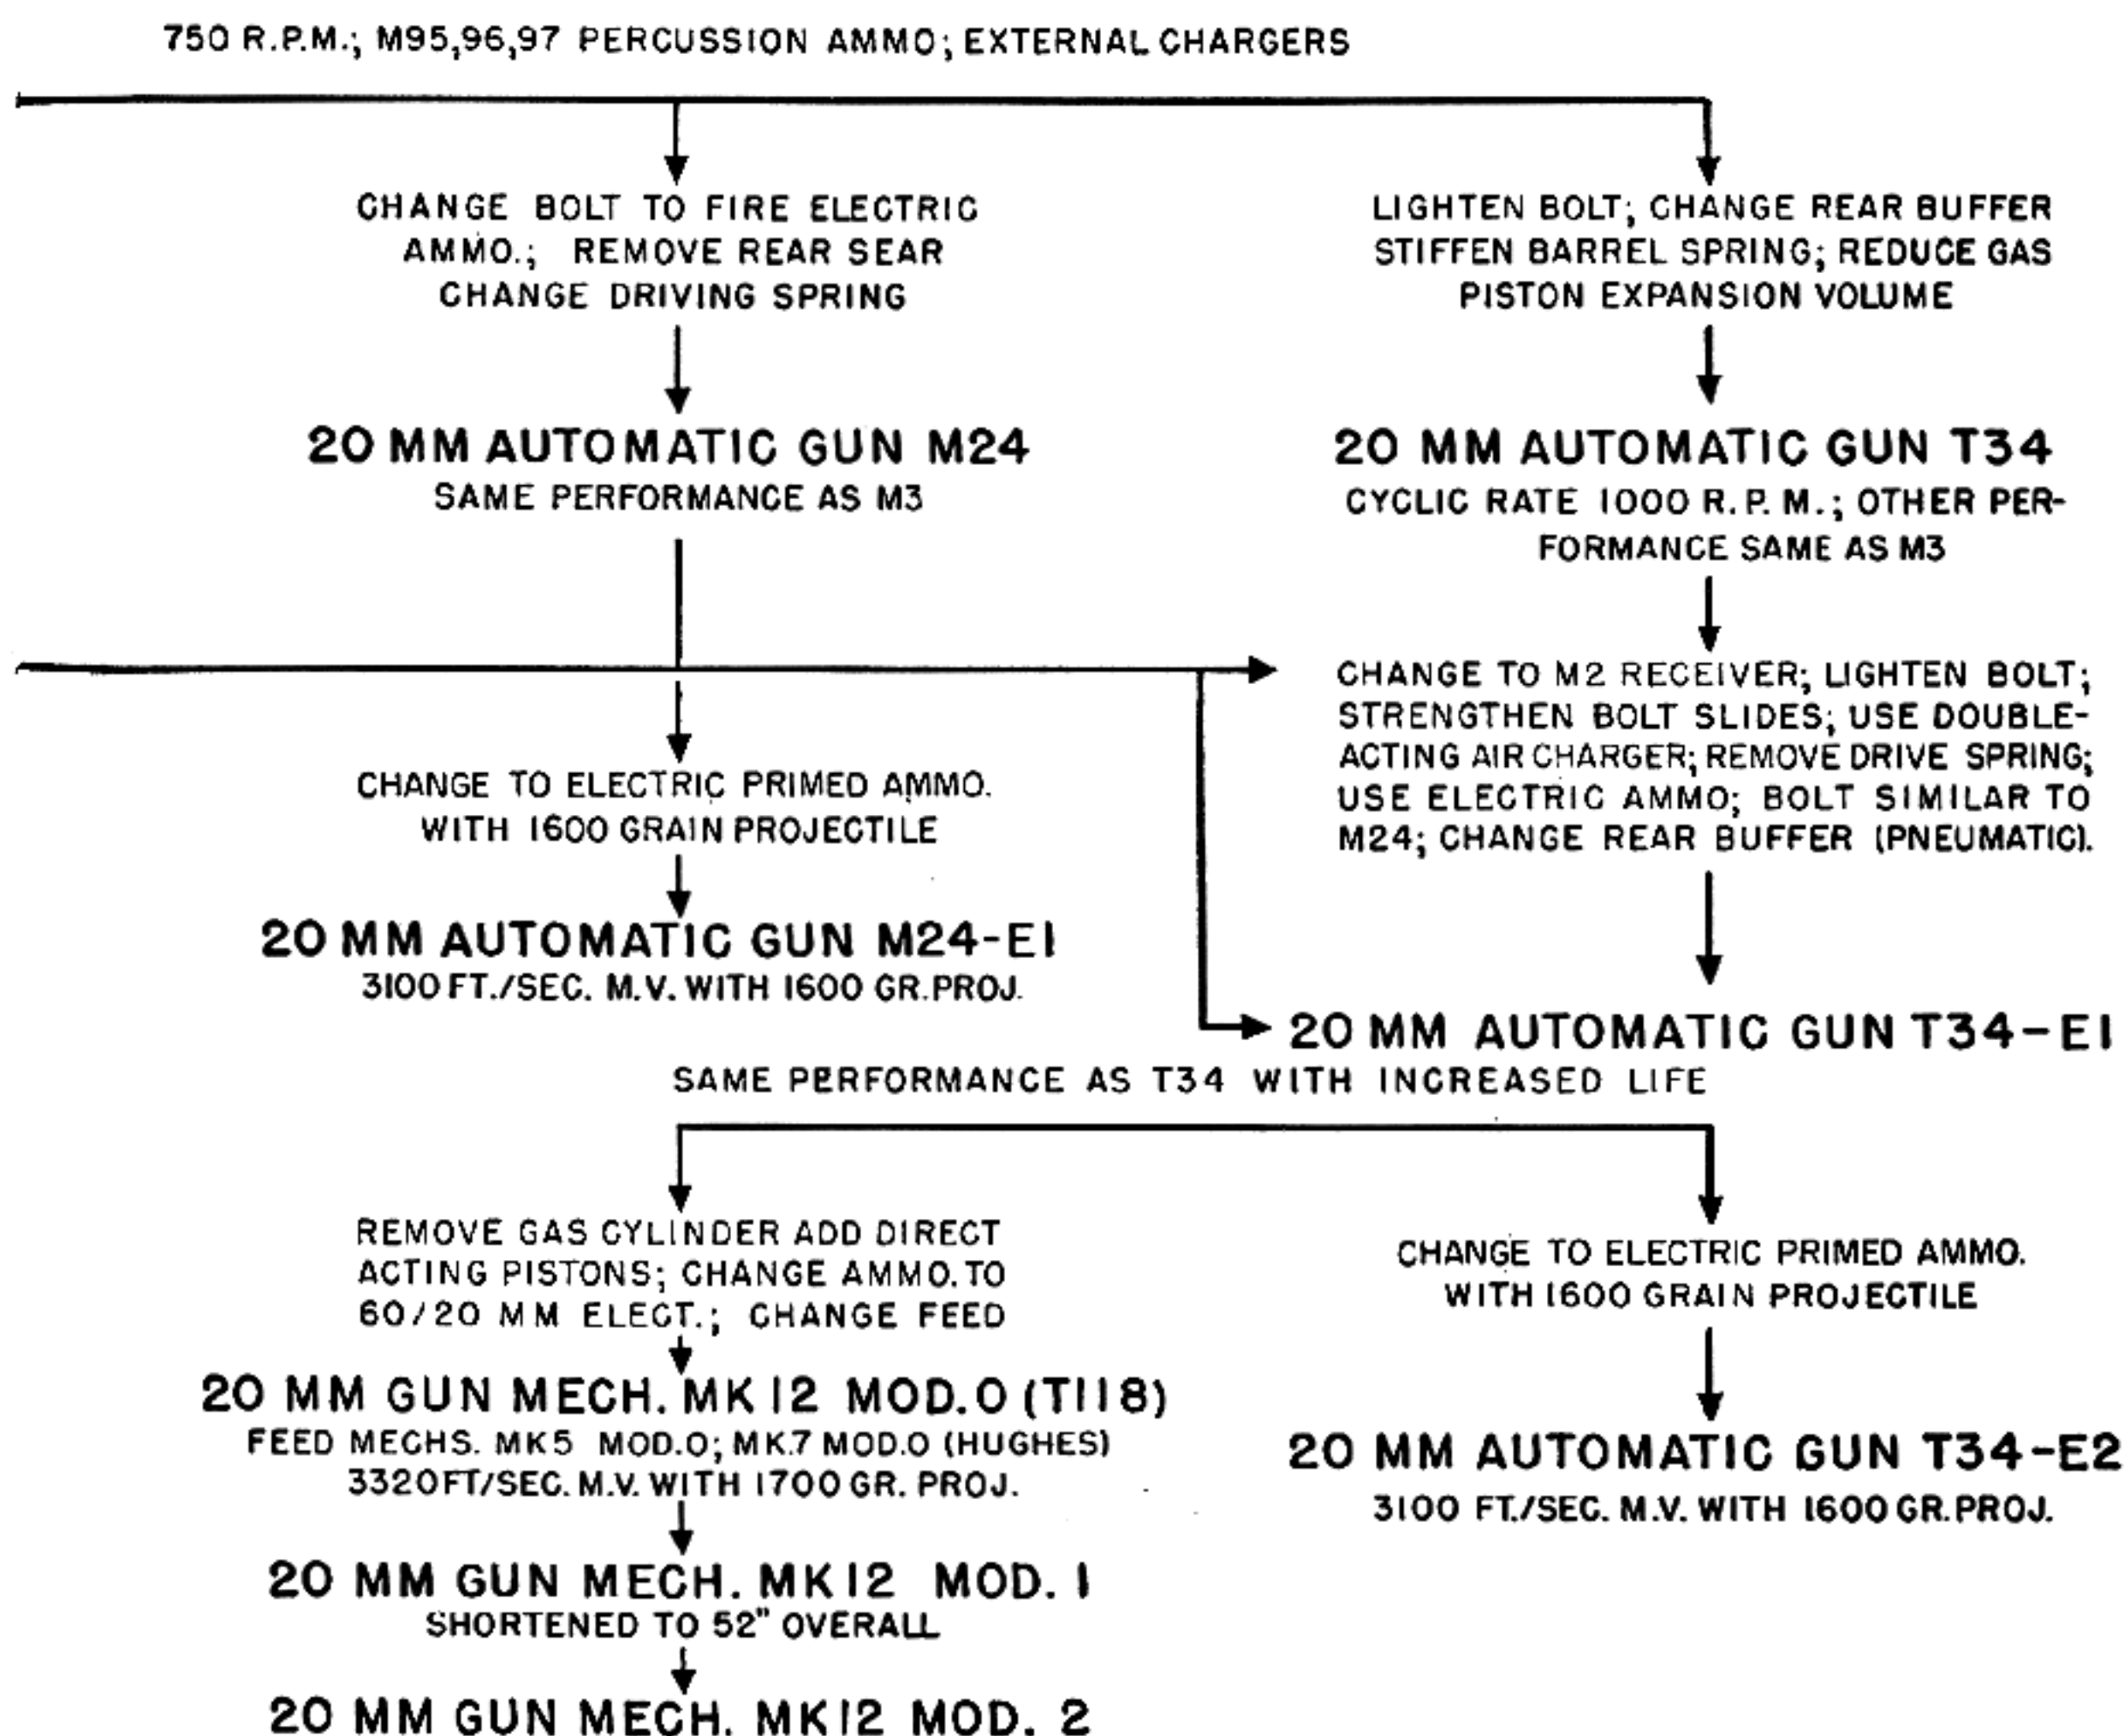 750 R.P.M.; M95,96,97 PERCUSSION AMMO; EXTERNAL CHARGERS
CHANGE BOLT TO FIRE ELECTRIC
AMMO.; REMOVE REAR SEAR
CHANGE DRIVING SPRING
LIGHTEN BOLT; CHANGE REAR BUFFER
STIFFEN BARREL SPRING; REDUCE GAS
PISTON EXPANSION VOLUME
20 MM AUTOMATIC GUN M24
SAME PERFORMANCE AS M3
20 MM AUTOMATIC GUN T34
CYCLIC RATE 1000 R.P.M.; OTHER PER-
FORMANCE SAME AS M3
CHANGE TO M2 RECEIVER; LIGHTEN BOLT;
STRENGTHEN BOLT SLIDES; USE DOUBLE-
ACTING AIR CHARGER; REMOVE DRIVE SPRING;
USE ELECTRIC AMMO; BOLT SIMILAR TO
M24; CHANGE REAR BUFFER (PNEUMATIC).
CHANGE TO ELECTRIC PRIMED AMMO.
WITH 1600 GRAIN PROJECTILE
20 MM AUTOMATIC GUN M24-E1
3100 FT./SEC. M.V. WITH 1600 GR. PROJ.
20 MM AUTOMATIC GUN T34-E1
SAME PERFORMANCE AS T34 WITH INCREASED LIFE
REMOVE GAS CYLINDER ADD DIRECT
ACTING PISTONS; CHANGE AMMO. TO
60/20 MM ELECT.; CHANGE FEED
CHANGE TO ELECTRIC PRIMED AMMO.
WITH 1600 GRAIN PROJECTILE
20 MM GUN MECH. MK12 MOD.0 (T118)
FEED MECHS. MK5 MOD.0; MK.7 MOD.0 (HUGHES)
3320 FT/SEC. M.V. WITH 1700 GR. PROJ.
20 MM AUTOMATIC GUN T34-E2
3100 FT./SEC. M.V. WITH 1600 GR. PROJ.
20 MM GUN MECH. MK12 MOD. 1
SHORTENED TO 52" OVERALL
20 MM GUN MECH. MK12 MOD. 2